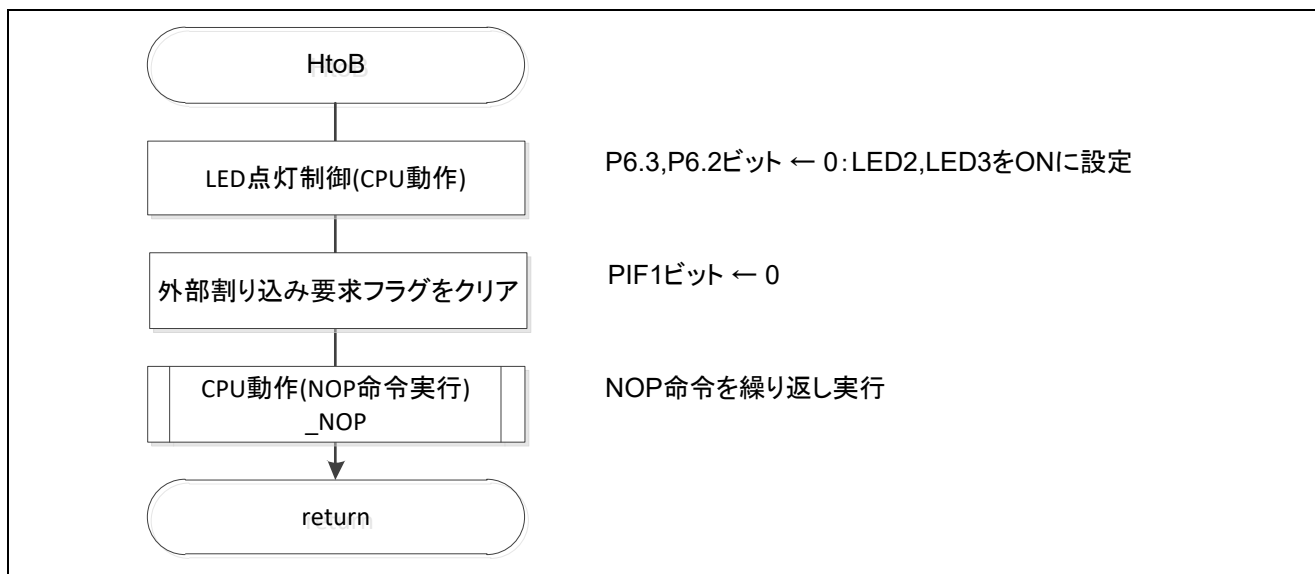 HtoB
LED点灯制御(CPU動作)
P6.3,P6.2ビット ← 0:LED2,LED3をONに設定
外部割り込み要求フラグをクリア
PIF1ビット ← 0
CPU動作(NOP命令実行)
_NOP
NOP命令を繰り返し実行
return